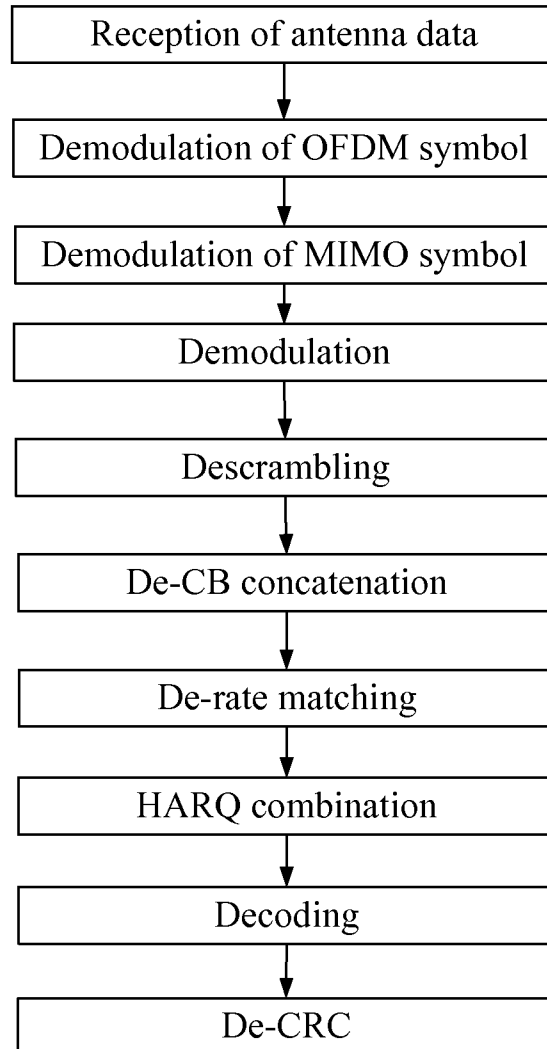 Reception of antenna data
Demodulation of OFDM symbol
Demodulation of MIMO symbol
Demodulation
Descrambling
De-CB concatenation
De-rate matching
HARQ combination
Decoding
De-CRC